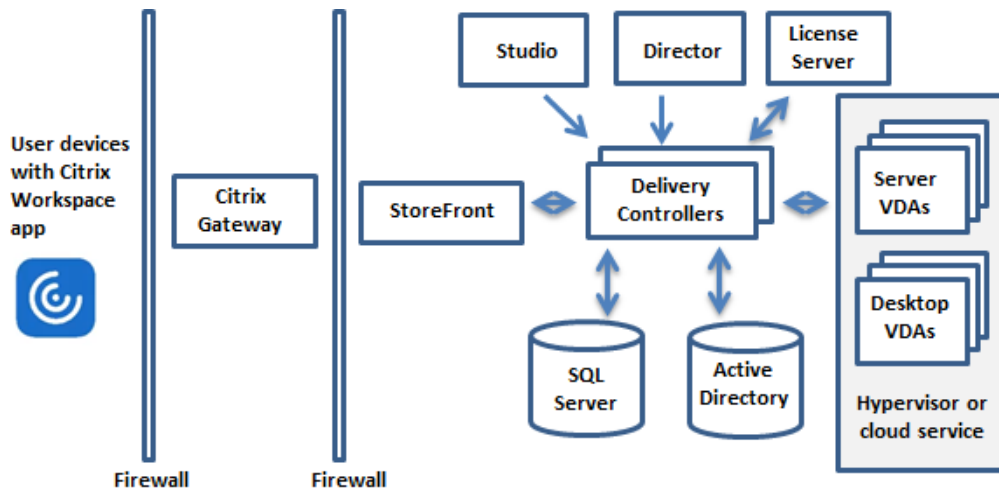 User devices
with Citrix
Workspace
app
Firewall
Citrix
Gateway
Firewall
StoreFront
Studio
Director
License
Server
Delivery
Controllers
SQL
Server
Active
Directory
Server
VDAs
Desktop
VDAs
Hypervisor or
cloud service